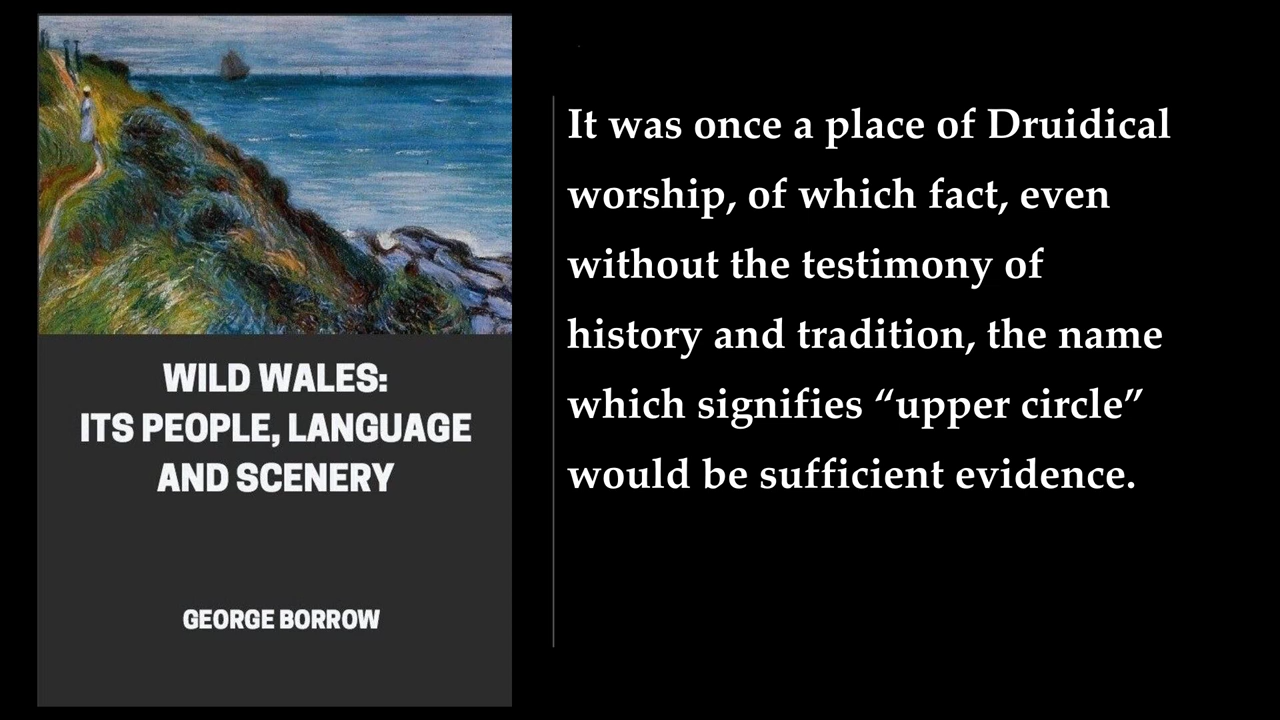 WILD WALES:
ITS PEOPLE, LANGUAGE
AND SCENERY
GEORGE BORROW
It was once a place of Druidical
worship, of which fact, even
without the testimony of
history and tradition, the name
which signifies “upper circle”
would be sufficient evidence.